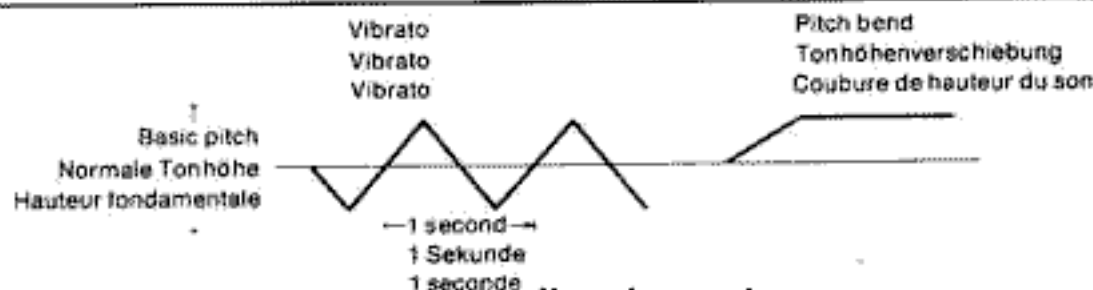 Vibrato
Vibrato
Vibrato
Pitch bend
Tonhöhenverschiebung
Coubure de hauteur du son
Basic pitch
Normale Tonhöhe
Hauteur fondamentale
1 second
1 Sekunde
1 seconde